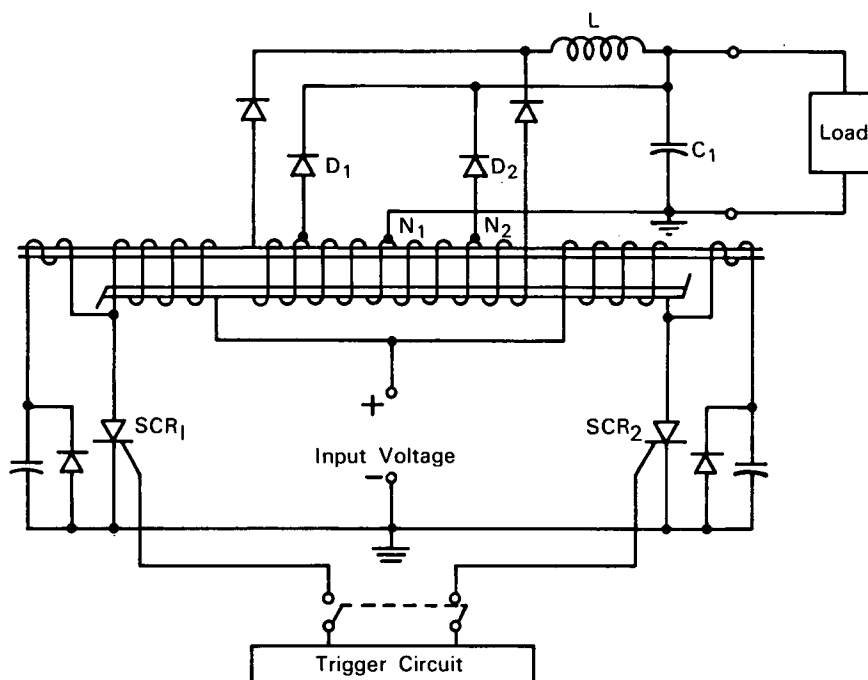 L
Load
C1
D1
D2
N1
N2
SCR1
SCR2
+
Input Voltage
-
Trigger Circuit